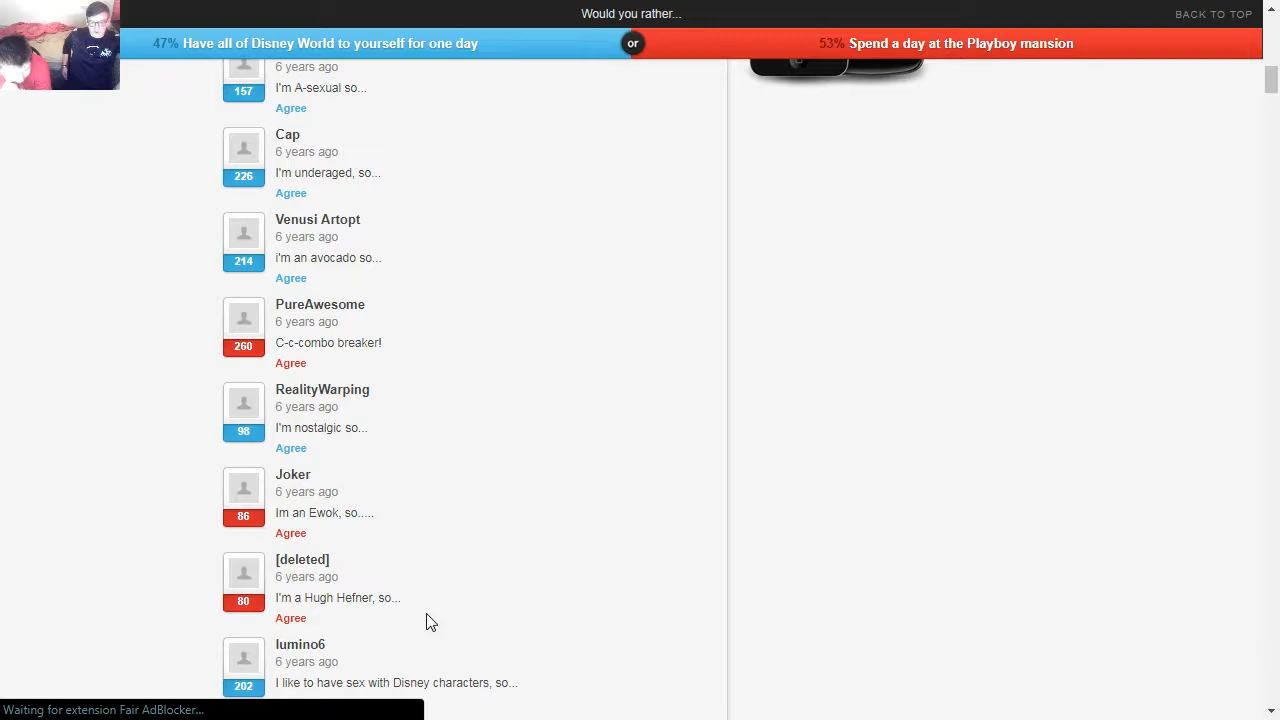 Would you rather...
BACK TO TOP
47% Have all of Disney World to yourself for one day
or
53% Spend a day at the Playboy mansion
6 years ago
157
I'm A-sexual so...
Agree
Cap
6 years ago
226
I'm underaged, so...
Agree
Venusi Artopt
6 years ago
214
i'm an avocado so...
Agree
PureAwesome
6 years ago
260
C-c-combo breaker!
Agree
RealityWarping
6 years ago
98
I'm nostalgic so...
Agree
Joker
6 years ago
86
Im an Ewok, so.....
Agree
[deleted]
6 years ago
80
I'm a Hugh Hefner, so...
Agree
lumino6
6 years ago
202
I like to have sex with Disney characters, so...
Waiting for extension Fair AdBlocker...